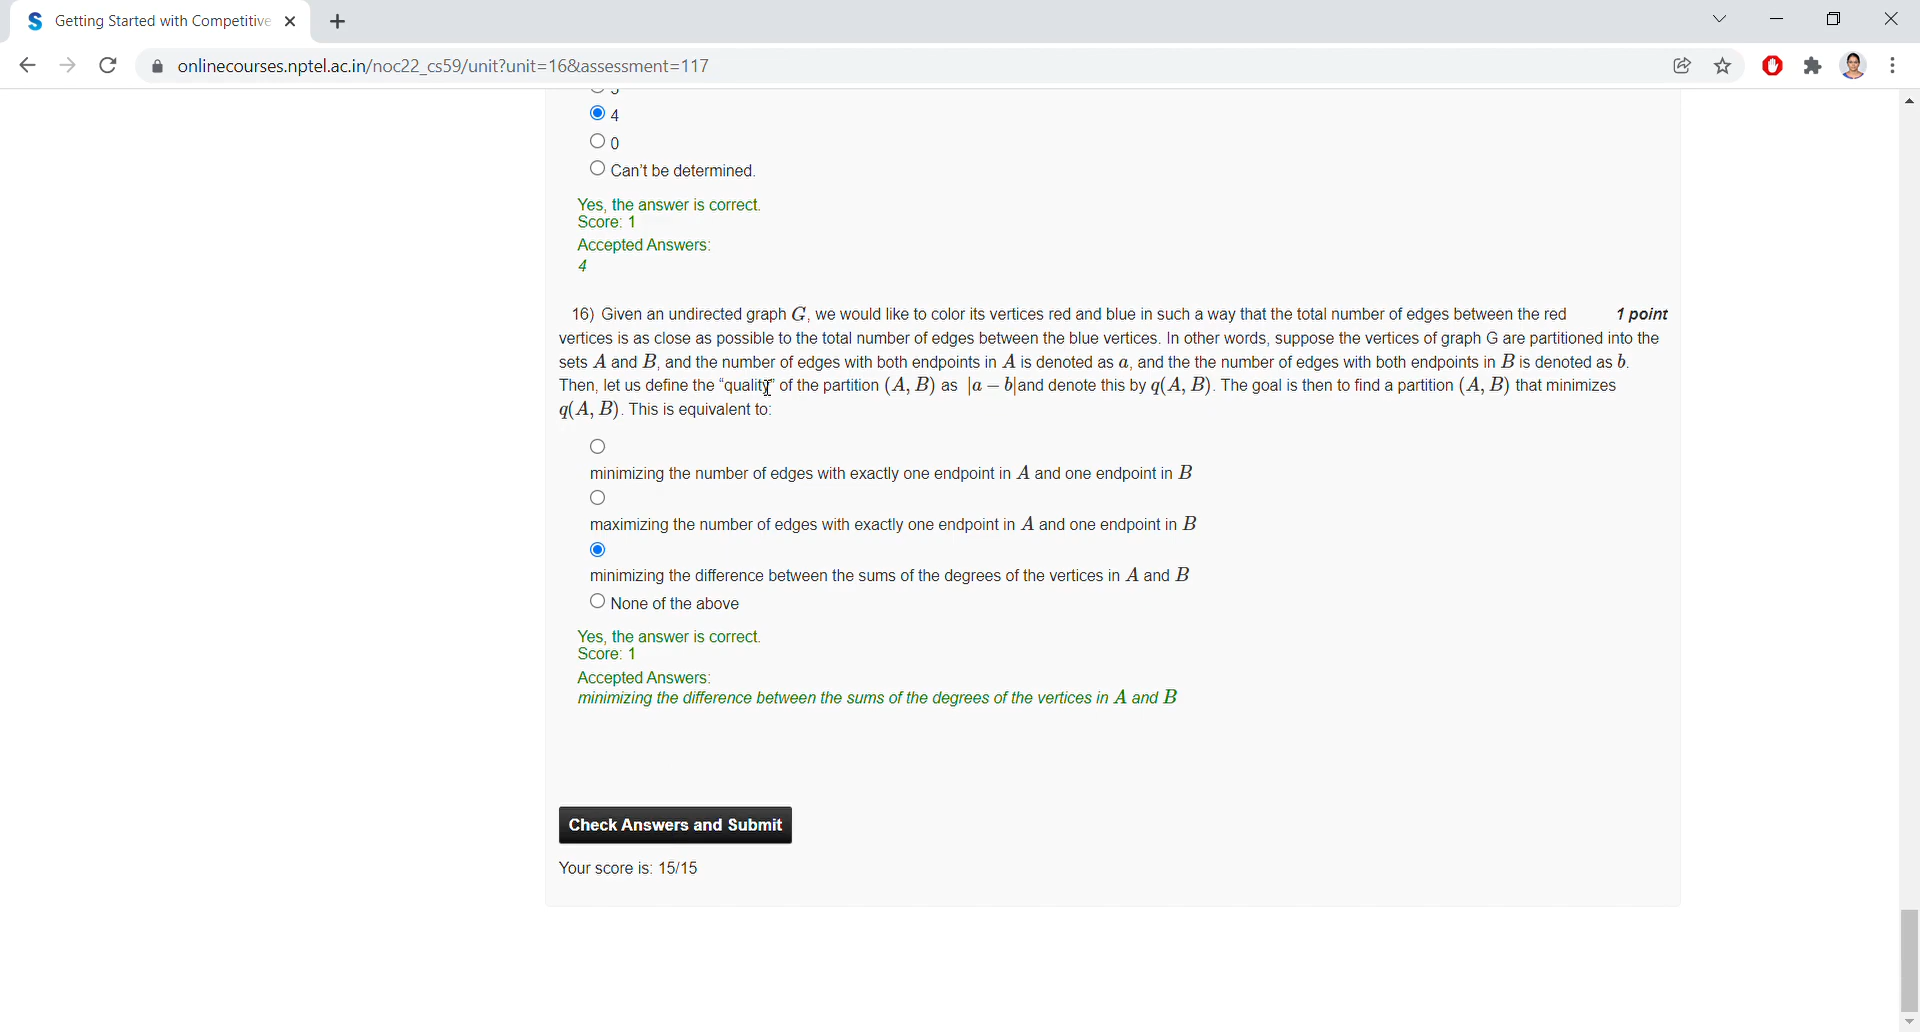 Getting Started with Competitive
onlinecourses.nptel.ac.in/noc22_cs59/unit?unit=16&assessment=117
4
0
Can't be determined.
Yes, the answer is correct.
Score: 1
Accepted Answers:
4
16) Given an undirected graph G, we would like to color its vertices red and blue in such a way that the total number of edges between the red 1 point
vertices is as close as possible to the total number of edges between the blue vertices. In other words, suppose the vertices of graph G are partitioned into the
sets A and B, and the number of edges with both endpoints in A is denoted as a, and the the number of edges with both endpoints in B is denoted as b.
Then, let us define the “quality” of the partition (A, B) as |a − b|and denote this by q(A, B). The goal is then to find a partition (A, B) that minimizes
q(A, B). This is equivalent to:
minimizing the number of edges with exactly one endpoint in A and one endpoint in B
maximizing the number of edges with exactly one endpoint in A and one endpoint in B
minimizing the difference between the sums of the degrees of the vertices in A and B
None of the above
Yes, the answer is correct.
Score: 1
Accepted Answers:
minimizing the difference between the sums of the degrees of the vertices in A and B
Check Answers and Submit
Your score is: 15/15